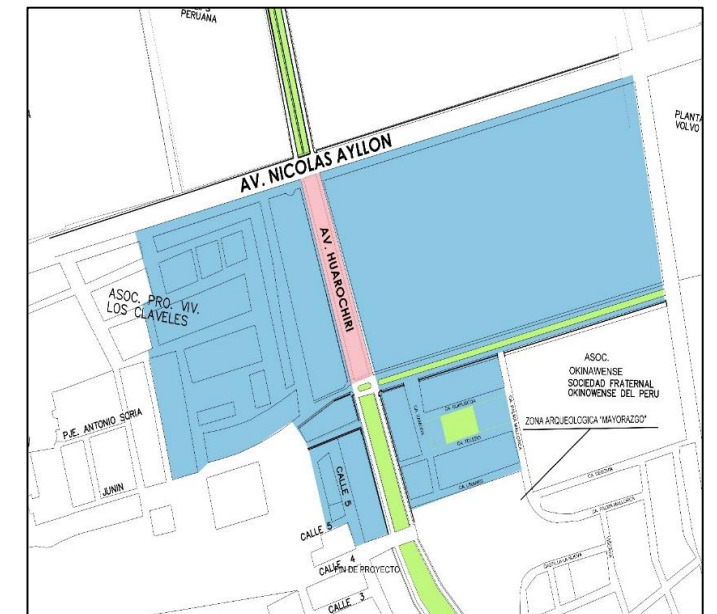 PERUANA
PLANTA
VOLVO
AV. NICOLAS AYLLON
AV. HUAROCHIRI
ASOC. PRO. VIV.
LOS CLAVELES
ASOC.
OKINAWENSE
SOCIEDAD FRATERNAL
OKINOWENSE DEL PERU
ZONA ARQUEOLOGICA "MAYORAZGO"
PJE. ANTONIO SORIA
CA. TOLEDO
JUNIN
CALLE 5
CALLE 5
CALLE 4
FIN DE PROYECTO
CALLE 3